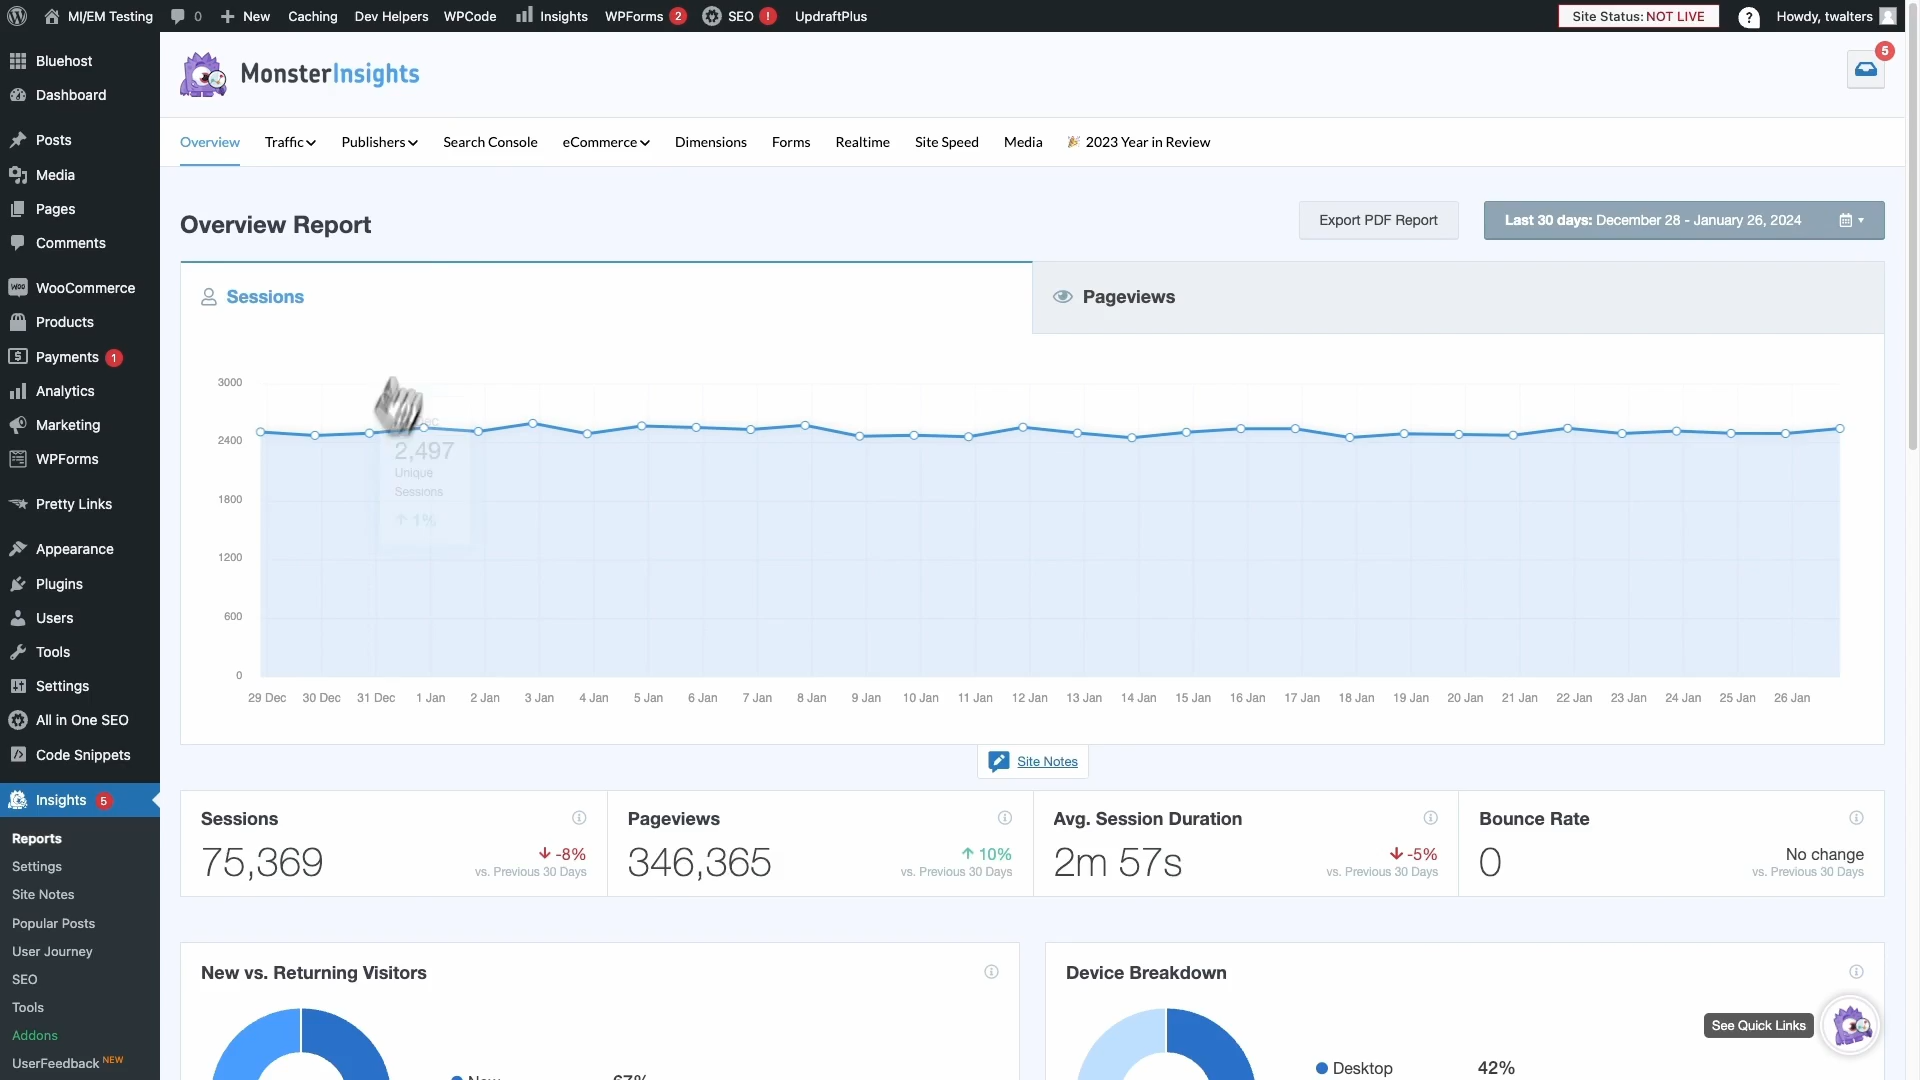 MI/EM Testing
0
New
Caching
Dev Helpers
WPCode
Insights
WPForms 2
SEO !
UpdraftPlus
Site Status: NOT LIVE
?
Howdy, twalters
Bluehost
Dashboard
Posts
Media
Pages
Comments
WooCommerce
Products
Payments 1
Analytics
Marketing
WPForms
Pretty Links
Appearance
Plugins
Users
Tools
Settings
All in One SEO
Code Snippets
Insights 5
Reports
Settings
Site Notes
Popular Posts
User Journey
SEO
Tools
Addons
UserFeedback NEW
MonsterInsights
5
Overview
Traffic
Publishers
Search Console
eCommerce
Dimensions
Forms
Realtime
Site Speed
Media
2023 Year in Review
Overview Report
Export PDF Report
Last 30 days: December 28 - January 26, 2024
Sessions
Pageviews
3000
2400
1800
1200
600
0
2,497
Unique
Sessions
1%
29 Dec 30 Dec 31 Dec 1 Jan 2 Jan 3 Jan 4 Jan 5 Jan 6 Jan 7 Jan 8 Jan 9 Jan 10 Jan 11 Jan 12 Jan 13 Jan 14 Jan 15 Jan 16 Jan 17 Jan 18 Jan 19 Jan 20 Jan 21 Jan 22 Jan 23 Jan 24 Jan 25 Jan 26 Jan
Site Notes
Sessions
75,369
-8%
vs. Previous 30 Days
Pageviews
346,365
10%
vs. Previous 30 Days
Avg. Session Duration
2m 57s
-5%
vs. Previous 30 Days
Bounce Rate
0
No change
vs. Previous 30 Days
New vs. Returning Visitors
New 67%
Device Breakdown
Desktop 42%
See Quick Links